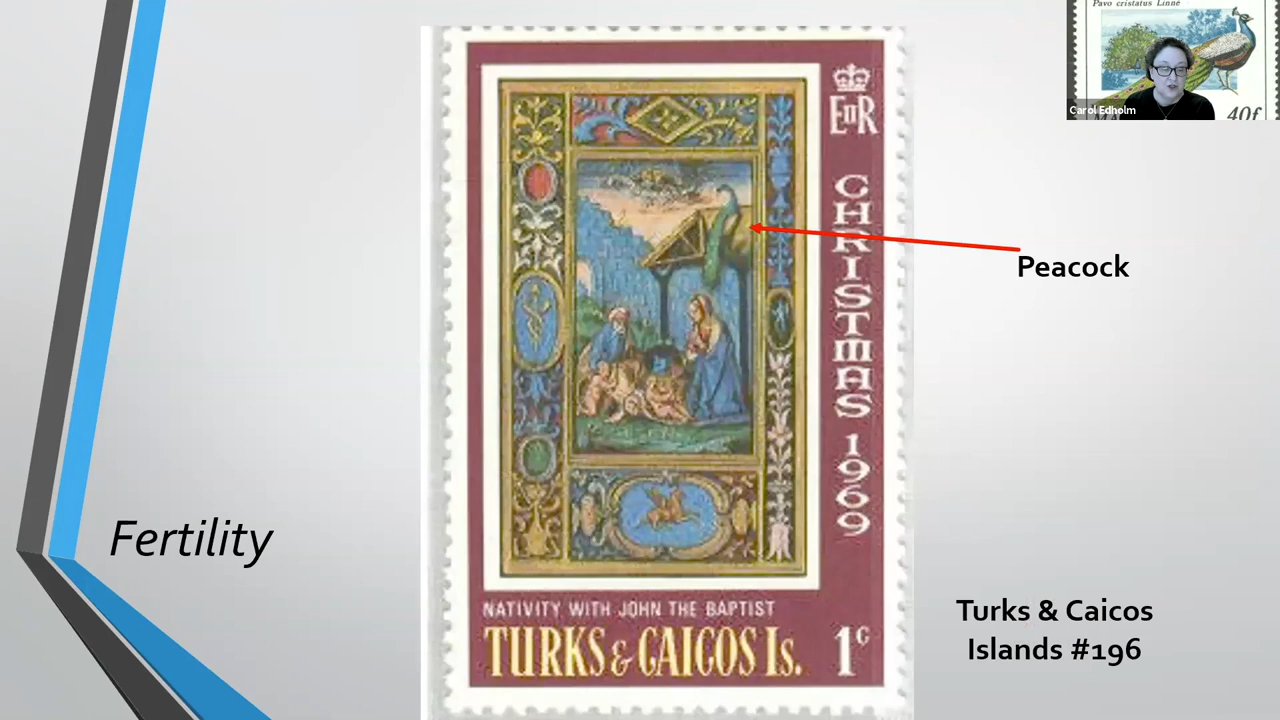 Pavo cristatus Linné
Carol Edholm
40f
EIIR
CHRISTMAS 1969
Peacock
Fertility
NATIVITY WITH JOHN THE BAPTIST
TURKS & CAICOS Is.
1c
Turks & Caicos
Islands #196